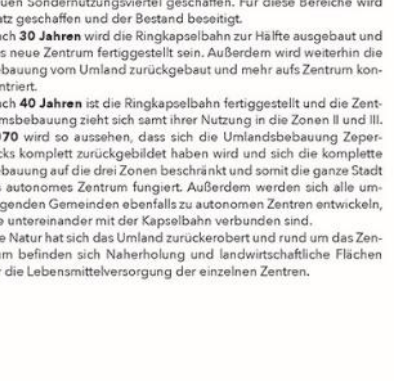 uen Sondernutzungsviertel geschaffen. Für diese Bereiche wird
atz geschaffen und der Bestand beseitigt.
ach 30 Jahren wird die Ringkapselbahn zur Hälfte ausgebaut und
s neue Zentrum fertiggestellt sein. Außerdem wird weiterhin die
ebauung vom Umland zurückgebaut und mehr aufs Zentrum kon-
ntriert.
ach 40 Jahren ist die Ringkapselbahn fertiggestellt und die Zent-
msbebauung zieht sich samt ihrer Nutzung in die Zonen II und III.
070 wird so aussehen, dass sich die Umlandsbebauung Zeper-
cks komplett zurückgebildet haben wird und sich die komplette
ebauung auf die drei Zonen beschränkt und somit die ganze Stadt
s autonomes Zentrum fungiert. Außerdem werden sich alle um-
genden Gemeinden ebenfalls zu autonomen Zentren entwickeln,
e untereinander mit der Kapselbahn verbunden sind.
e Natur hat sich das Umland zurückerobert und rund um das Zen-
um befinden sich Naherholung und landwirtschaftliche Flächen
r die Lebensmittelversorgung der einzelnen Zentren.